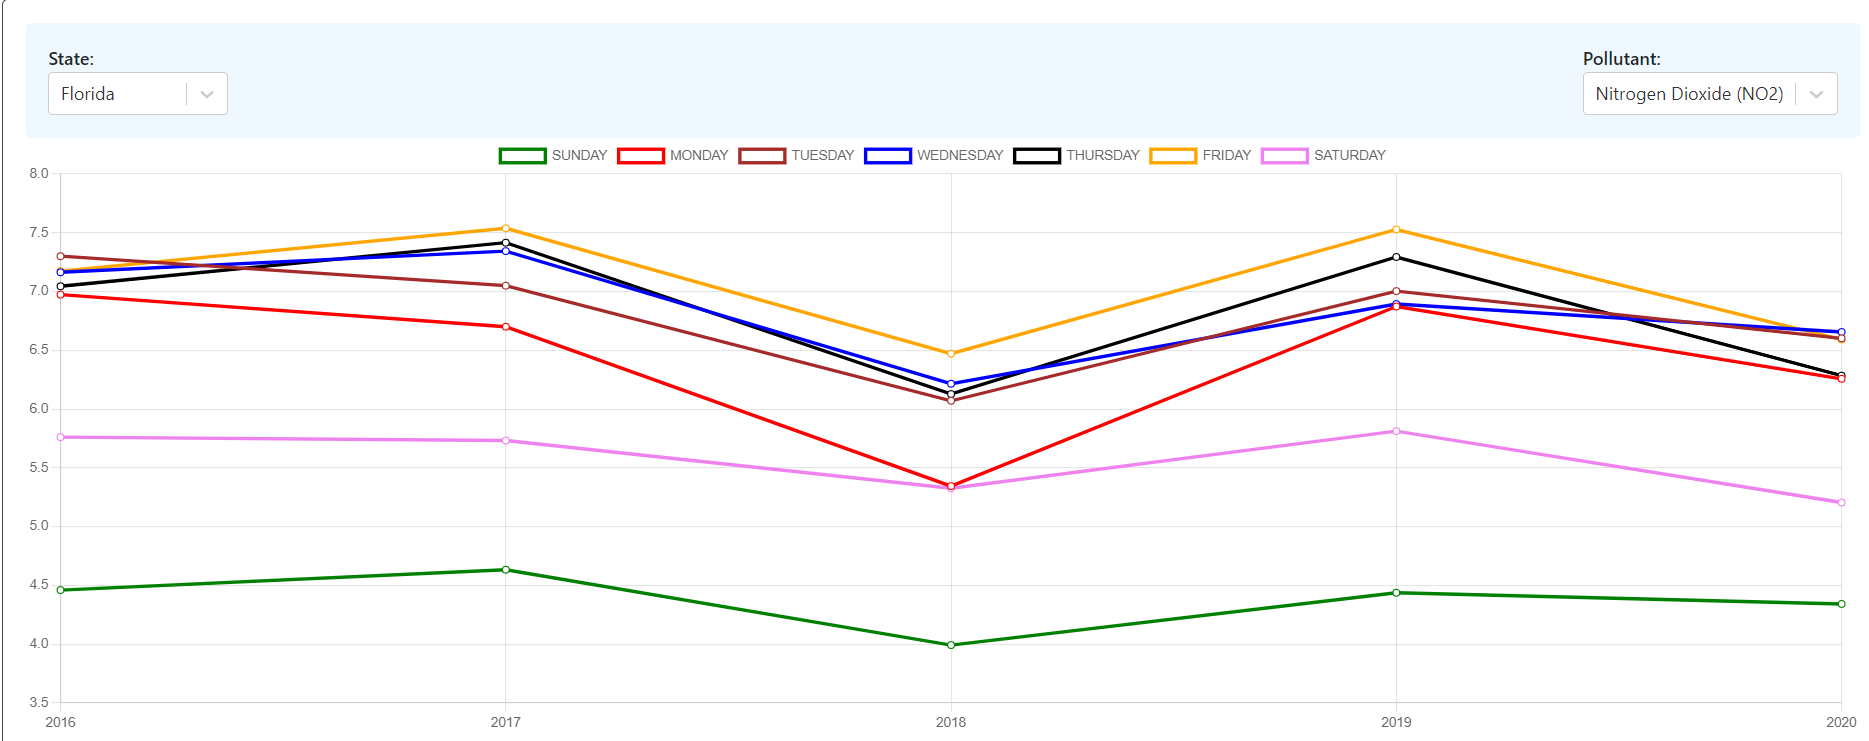 State: Pollutant:
Florida Nitrogen Dioxide (NO2)
SUNDAY MONDAY TUESDAY WEDNESDAY THURSDAY FRIDAY SATURDAY
8.0
7.5
7.0
6.5
6.0
5.5
5.0
4.5
4.0
3.5
2016 2017 2018 2019 2020